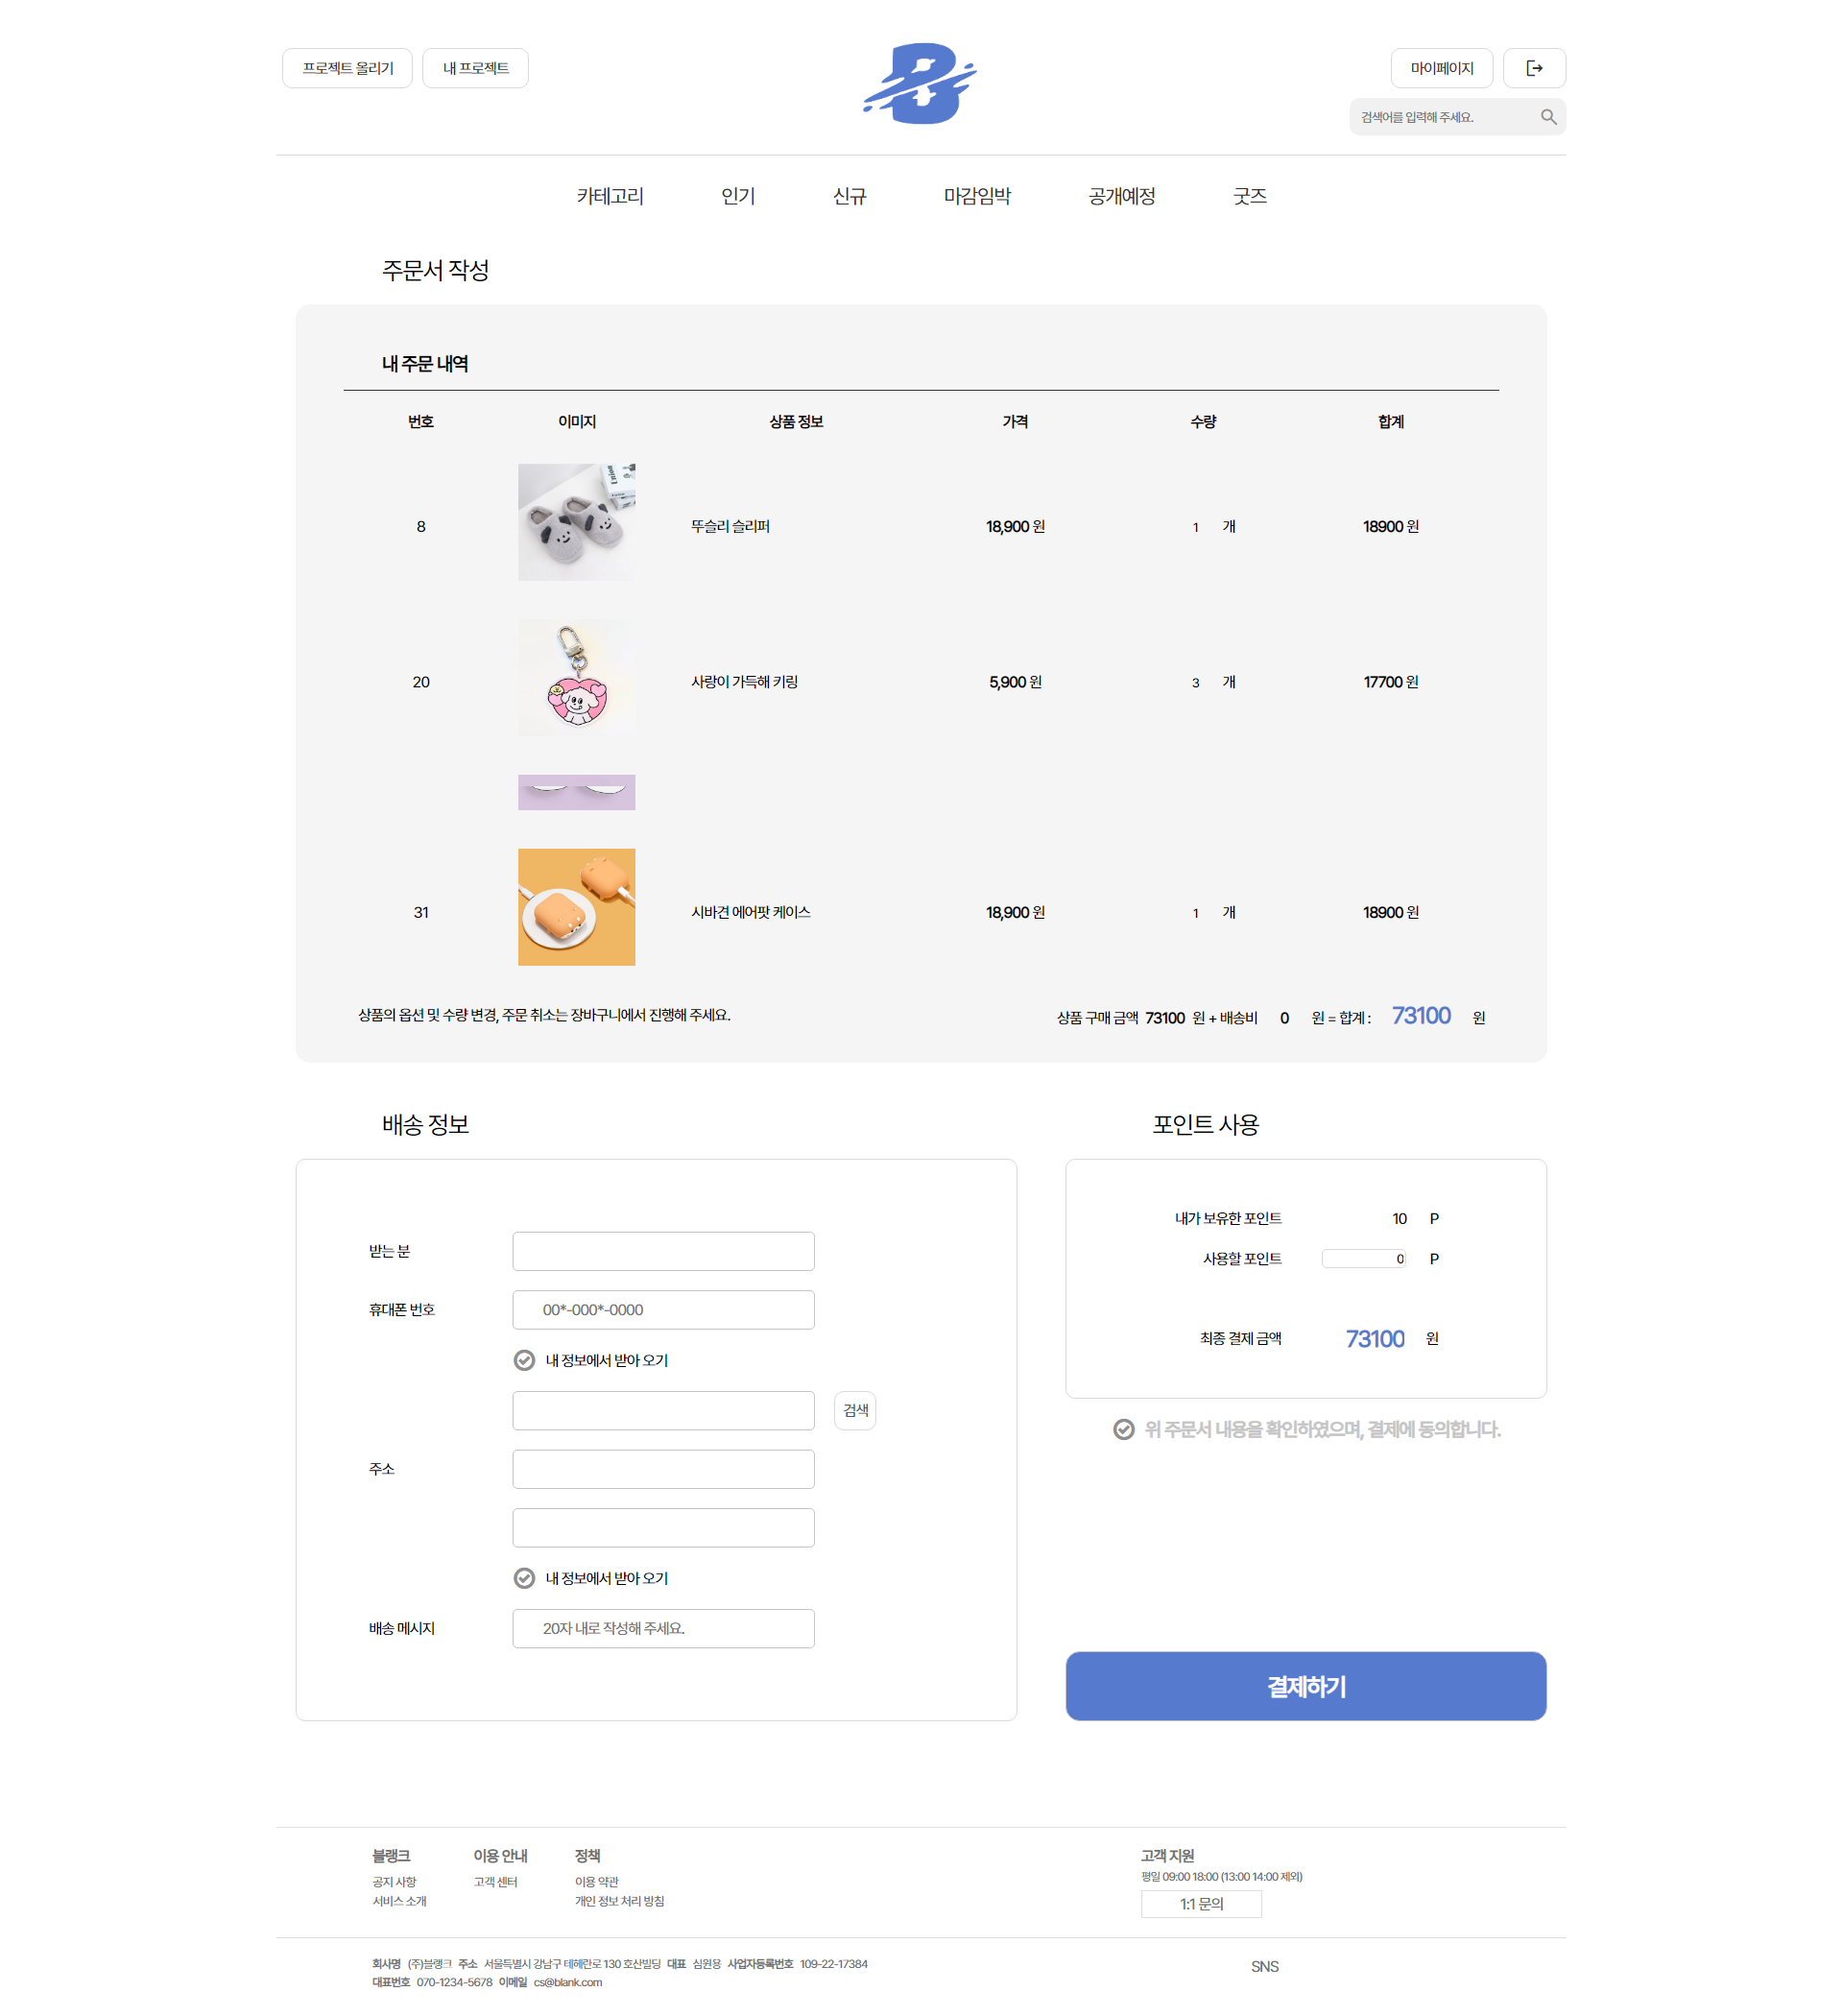 프로젝트 올리기 내 프로젝트 마이페이지
검색어를 입력해 주세요.
카테고리 인기 신규 마감임박 공개예정 굿즈
주문서 작성
내 주문 내역
번호 이미지 상품 정보 가격 수량 합계
8 뚜슬리 슬리퍼 18,900 원 1 개 18900 원
20 사랑이 가득해 키링 5,900 원 3 개 17700 원
31 시바견 에어팟 케이스 18,900 원 1 개 18900 원
상품의 옵션 및 수량 변경, 주문 취소는 장바구니에서 진행해 주세요. 상품 구매 금액 73100 원 + 배송비 0 원 = 합계 : 73100 원
배송 정보
받는 분
휴대폰 번호 00*-000*-0000
내 정보에서 받아 오기
검색
주소
내 정보에서 받아 오기
배송 메시지 20자 내로 작성해 주세요.
포인트 사용
내가 보유한 포인트 10 P
사용할 포인트 0 P
최종 결제 금액 73100 원
위 주문서 내용을 확인하였으며, 결제에 동의합니다.
결제하기
블랭크 이용 안내 정책 고객 지원
공지 사항 고객 센터 이용 약관 평일 09:00 18:00 (13:00 14:00 제외)
서비스 소개 개인 정보 처리 방침 1:1 문의
회사명 (주)블랭크 주소 서울특별시 강남구 테헤란로 130 호산빌딩 대표 심원용 사업자등록번호 109-22-17384
대표번호 070-1234-5678 이메일 cs@blank.com
SNS